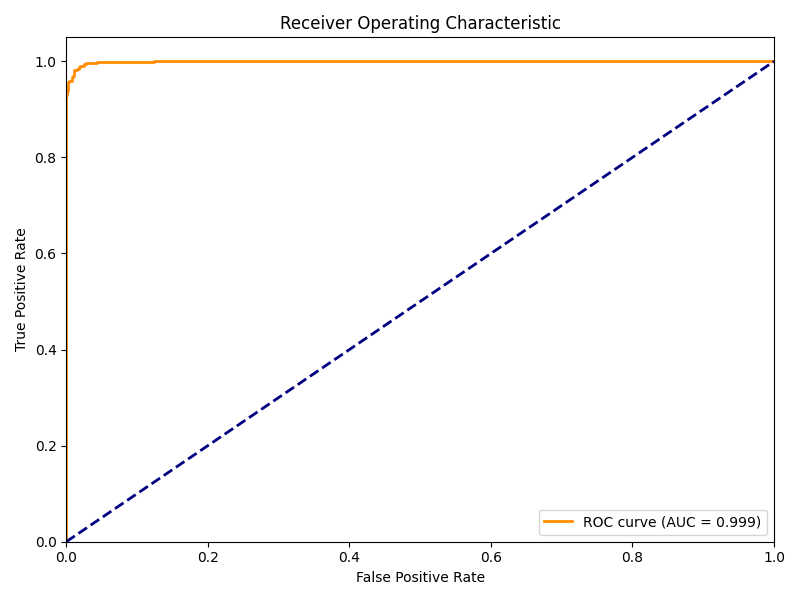 Receiver Operating Characteristic
True Positive Rate
1.0
0.8
0.6
0.4
0.2
0.0
ROC curve (AUC = 0.999)
0.0 0.2 0.4 0.6 0.8 1.0
False Positive Rate